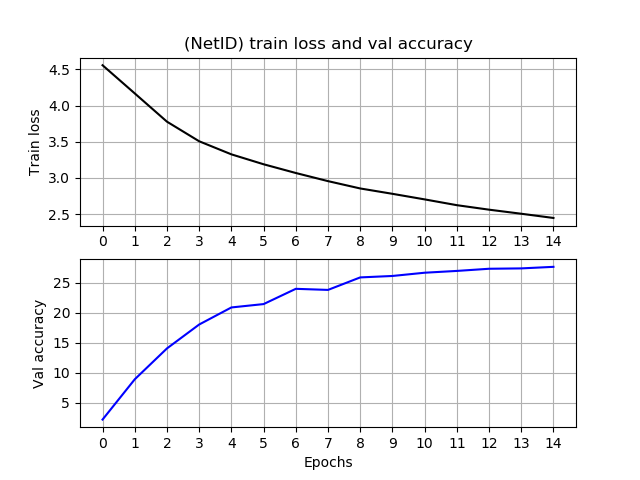 (NetID) train loss and val accuracy
Train loss
4.5
4.0
3.5
3.0
2.5
0 1 2 3 4 5 6 7 8 9 10 11 12 13 14
Val accuracy
25
20
15
10
5
0 1 2 3 4 5 6 7 8 9 10 11 12 13 14
Epochs